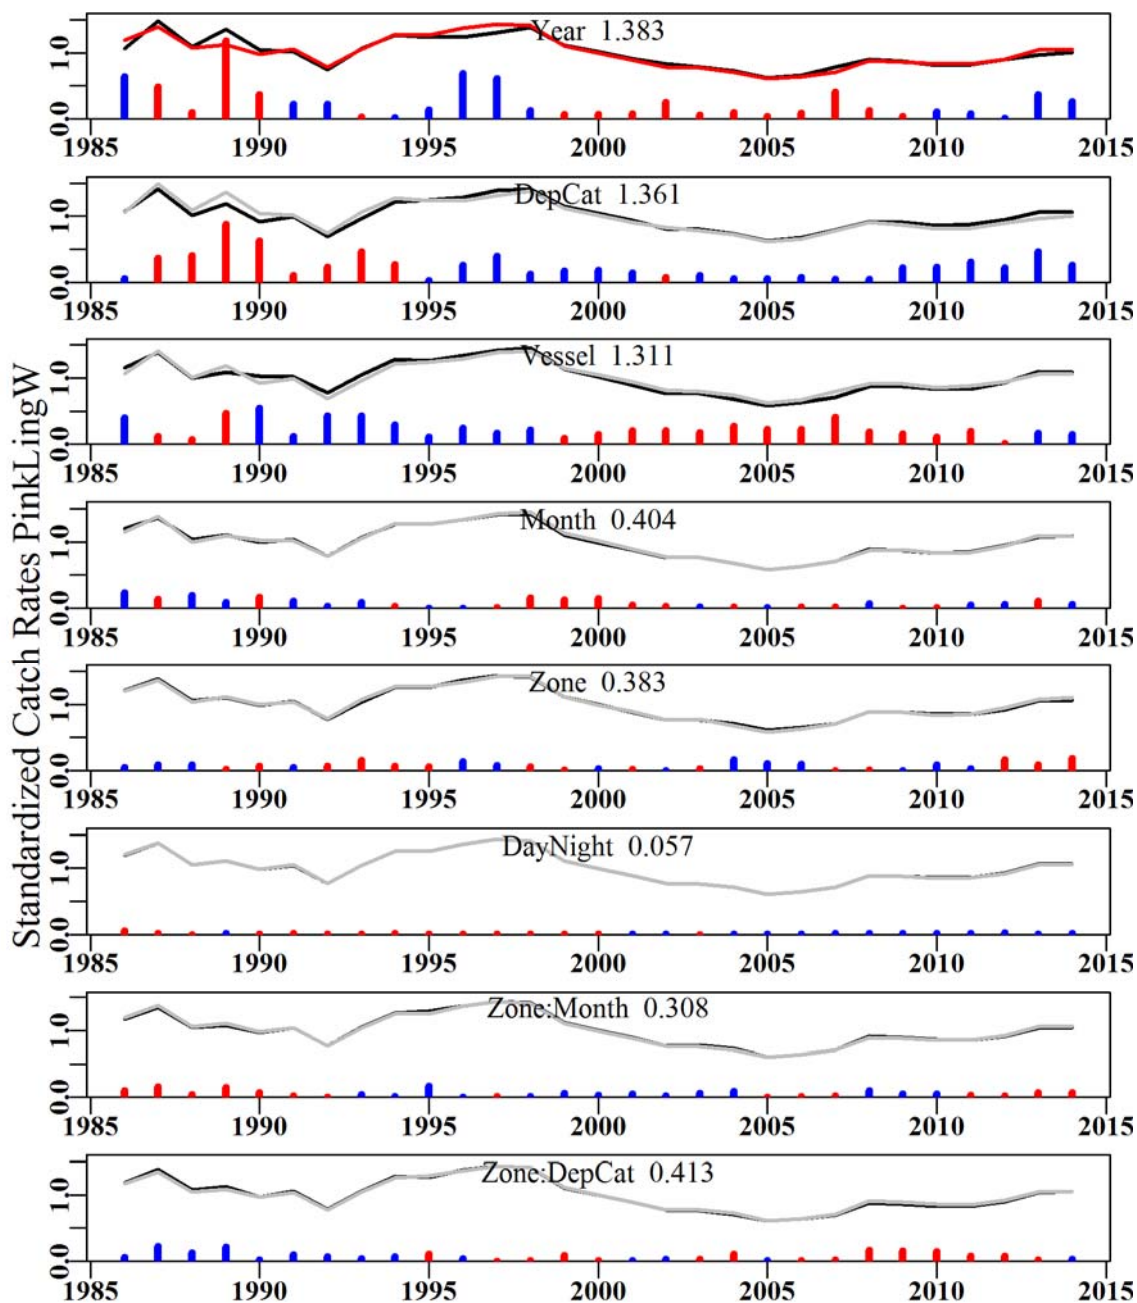 Standardized Catch Rates PinkLingW
Year 1.383
1.0
0.0
1985 1990 1995 2000 2005 2010 2015
DepCat 1.361
1.0
0.0
1985 1990 1995 2000 2005 2010 2015
Vessel 1.311
1.0
0.0
1985 1990 1995 2000 2005 2010 2015
Month 0.404
1.0
0.0
1985 1990 1995 2000 2005 2010 2015
Zone 0.383
1.0
0.0
1985 1990 1995 2000 2005 2010 2015
DayNight 0.057
1.0
0.0
1985 1990 1995 2000 2005 2010 2015
Zone:Month 0.308
1.0
0.0
1985 1990 1995 2000 2005 2010 2015
Zone:DepCat 0.413
1.0
0.0
1985 1990 1995 2000 2005 2010 2015